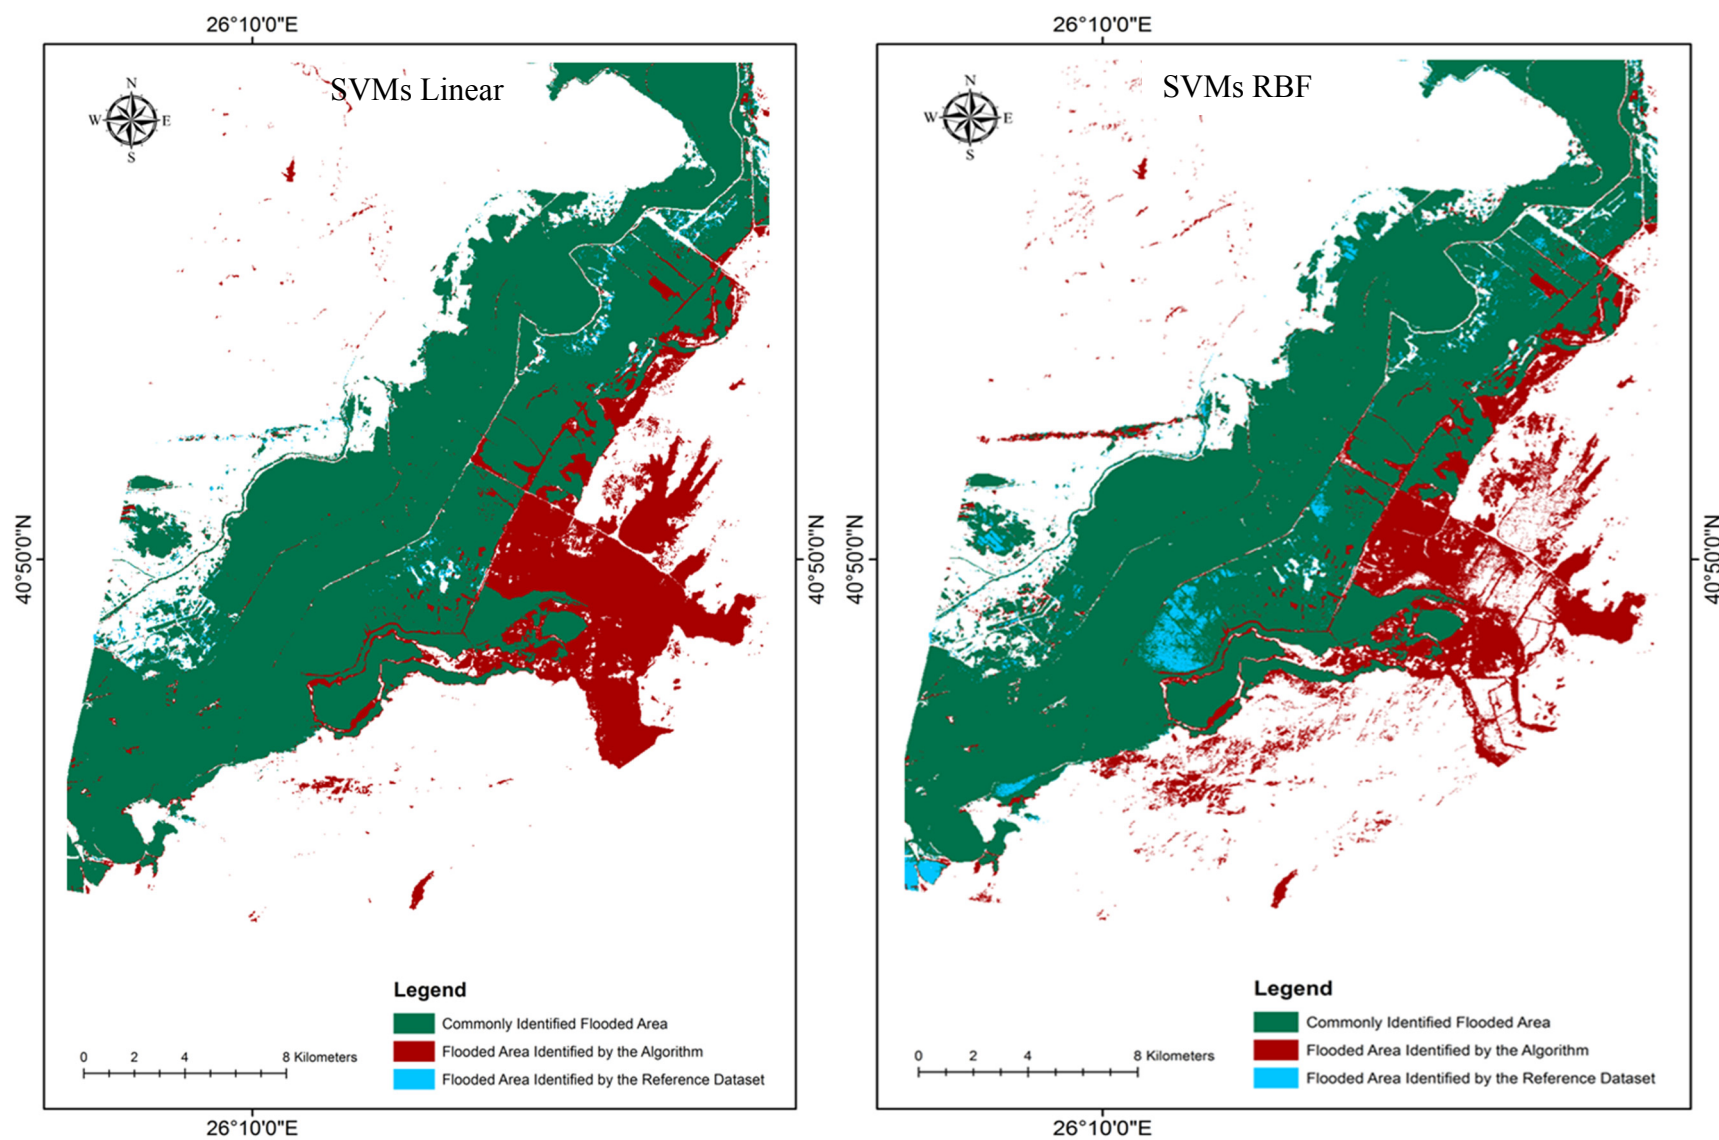 26°10'0"E
26°10'0"E
SVMs Linear
SVMs RBF
N
W E
S
N
W E
S
40°50'0"N
40°50'0"N
40°50'0"N
40°50'0"N
Legend
Commonly Identified Flooded Area
Flooded Area Identified by the Algorithm
Flooded Area Identified by the Reference Dataset
0 2 4 8 Kilometers
Legend
Commonly Identified Flooded Area
Flooded Area Identified by the Algorithm
Flooded Area Identified by the Reference Dataset
0 2 4 8 Kilometers
26°10'0"E
26°10'0"E